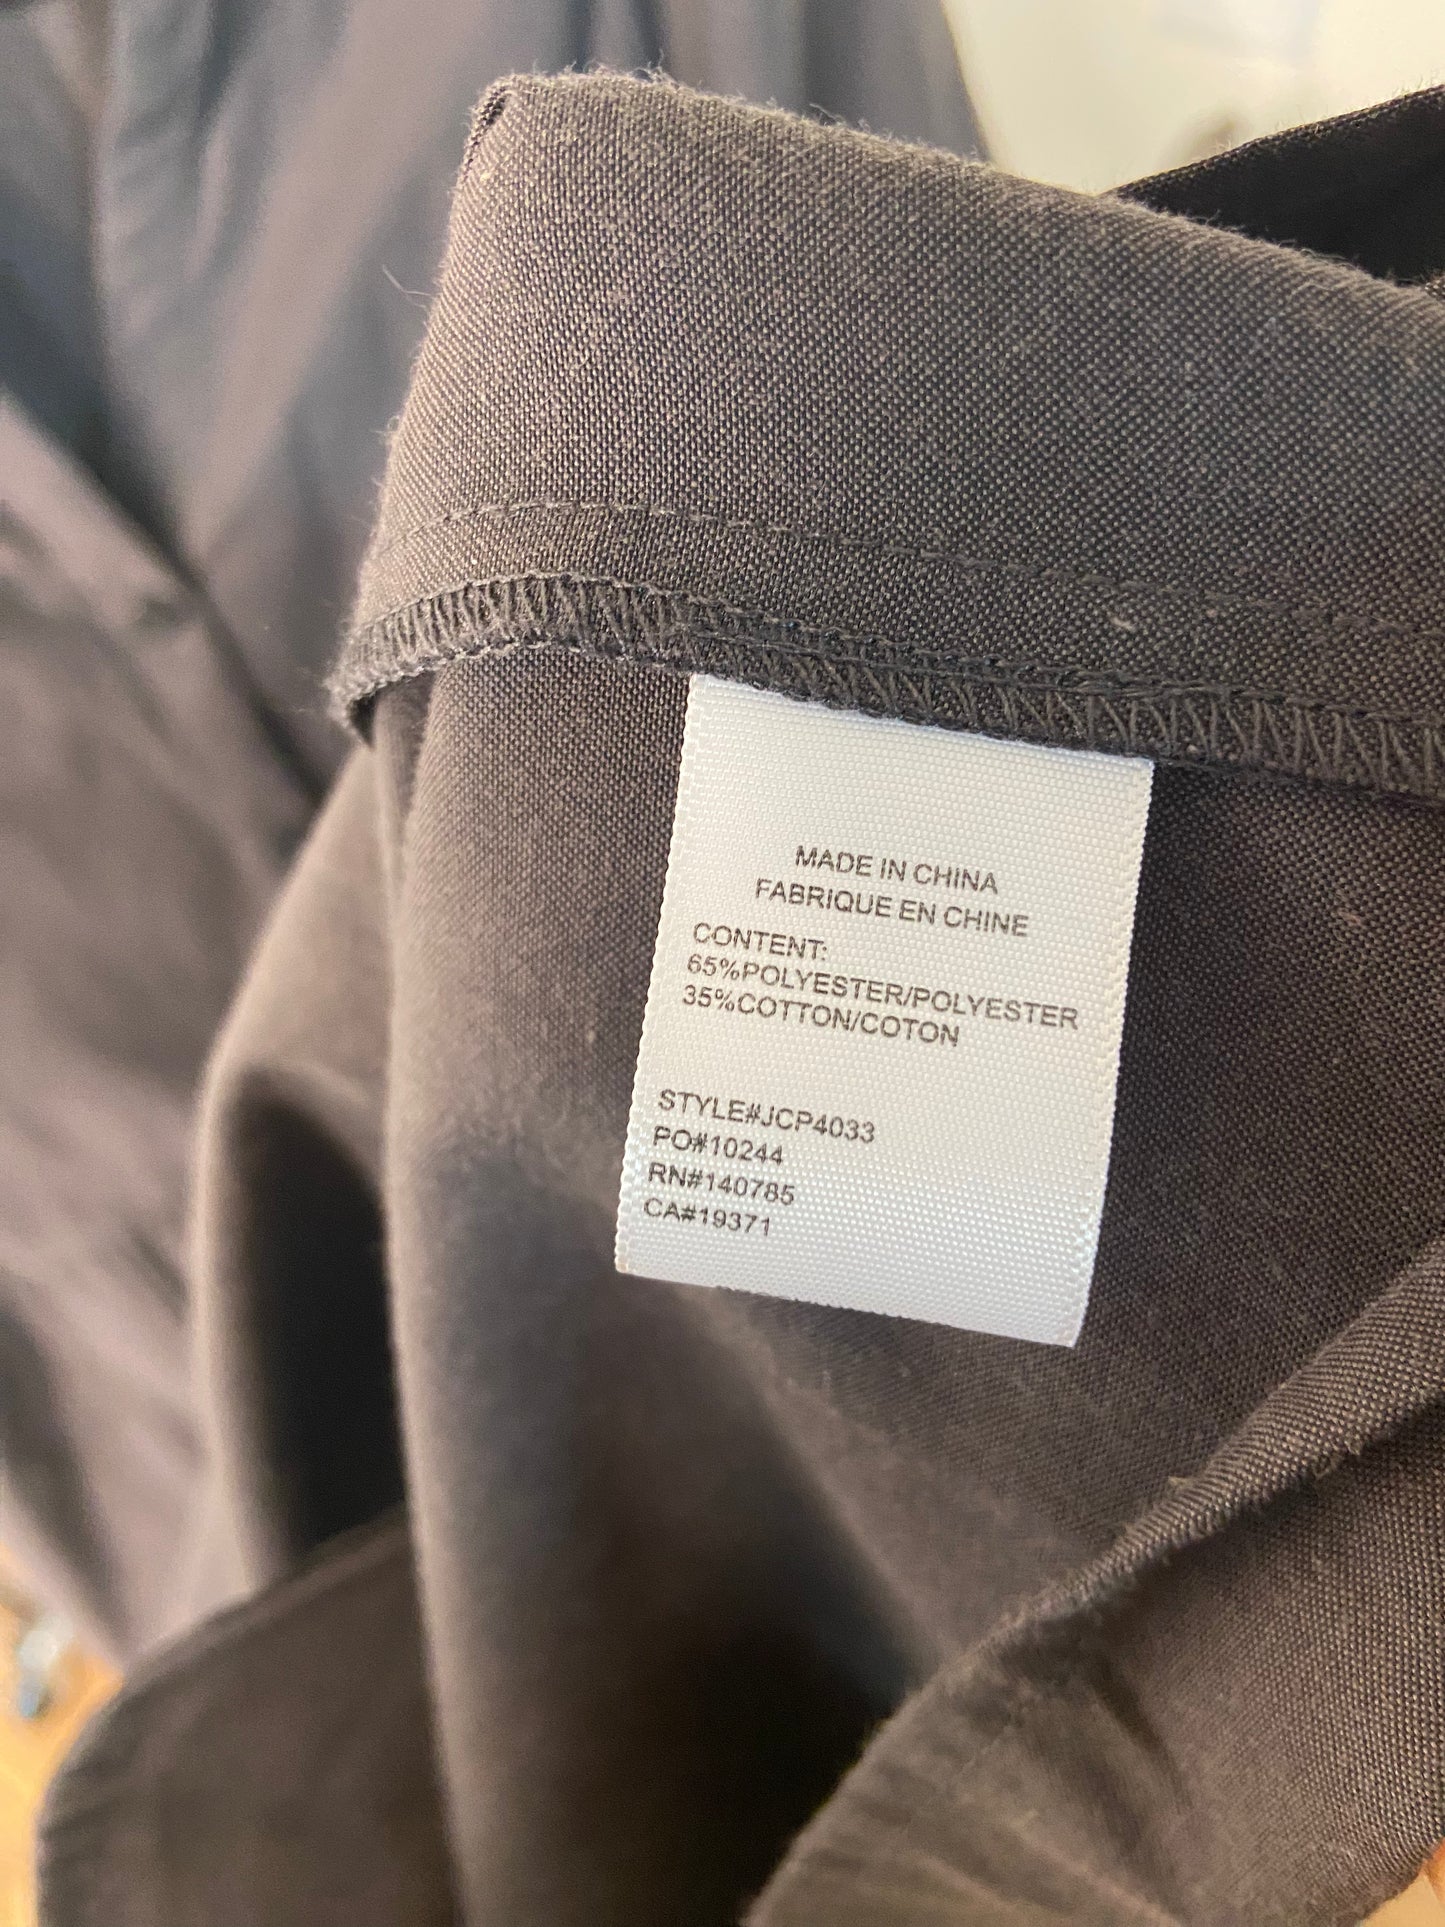 MADE IN CHINA
FABRIQUE EN CHINE
CONTENT:
65%POLYESTER/POLYESTER
35%COTTON/COTON
STYLE#JCP4033
PO#10244
RN#140785
CA#19371